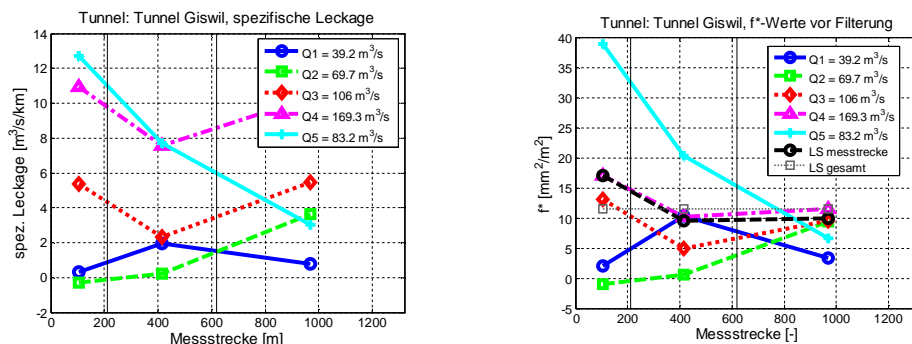 Tunnel: Tunnel Giswil, spezifische Leckage
spez. Leckage [m³/s/km]
14
12
10
8
6
4
2
0
-2
Q1 = 39.2 m³/s
Q2 = 69.7 m³/s
Q3 = 106 m³/s
Q4 = 169.3 m³/s
Q5 = 83.2 m³/s
0 200 400 600 800 1000 1200
Messstrecke [m]
Tunnel: Tunnel Giswil, f*-Werte vor Filterung
f* [mm²/m²]
40
35
30
25
20
15
10
5
0
-5
Q1 = 39.2 m³/s
Q2 = 69.7 m³/s
Q3 = 106 m³/s
Q4 = 169.3 m³/s
Q5 = 83.2 m³/s
LS messtrecke
LS gesamt
0 200 400 600 800 1000 1200
Messstrecke [-]